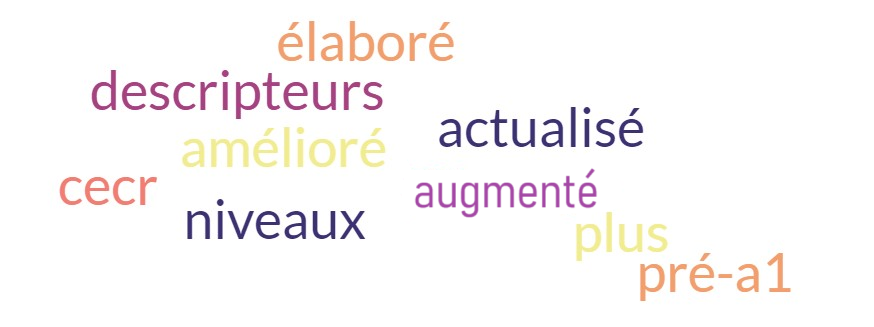 élaboré
descripteurs
actualisé
amélioré
cecr
augmenté
niveaux
plus
pré-a1